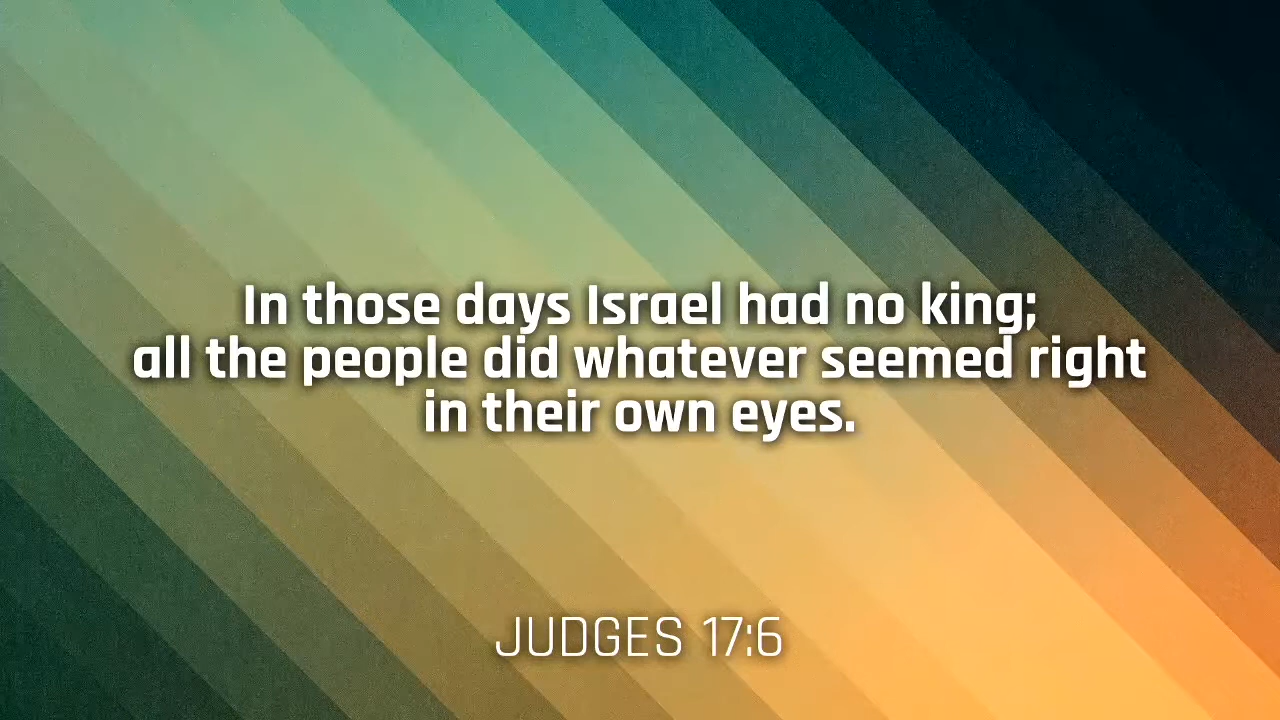 In those days Israel had no king;
all the people did whatever seemed right
in their own eyes.
JUDGES 17:6